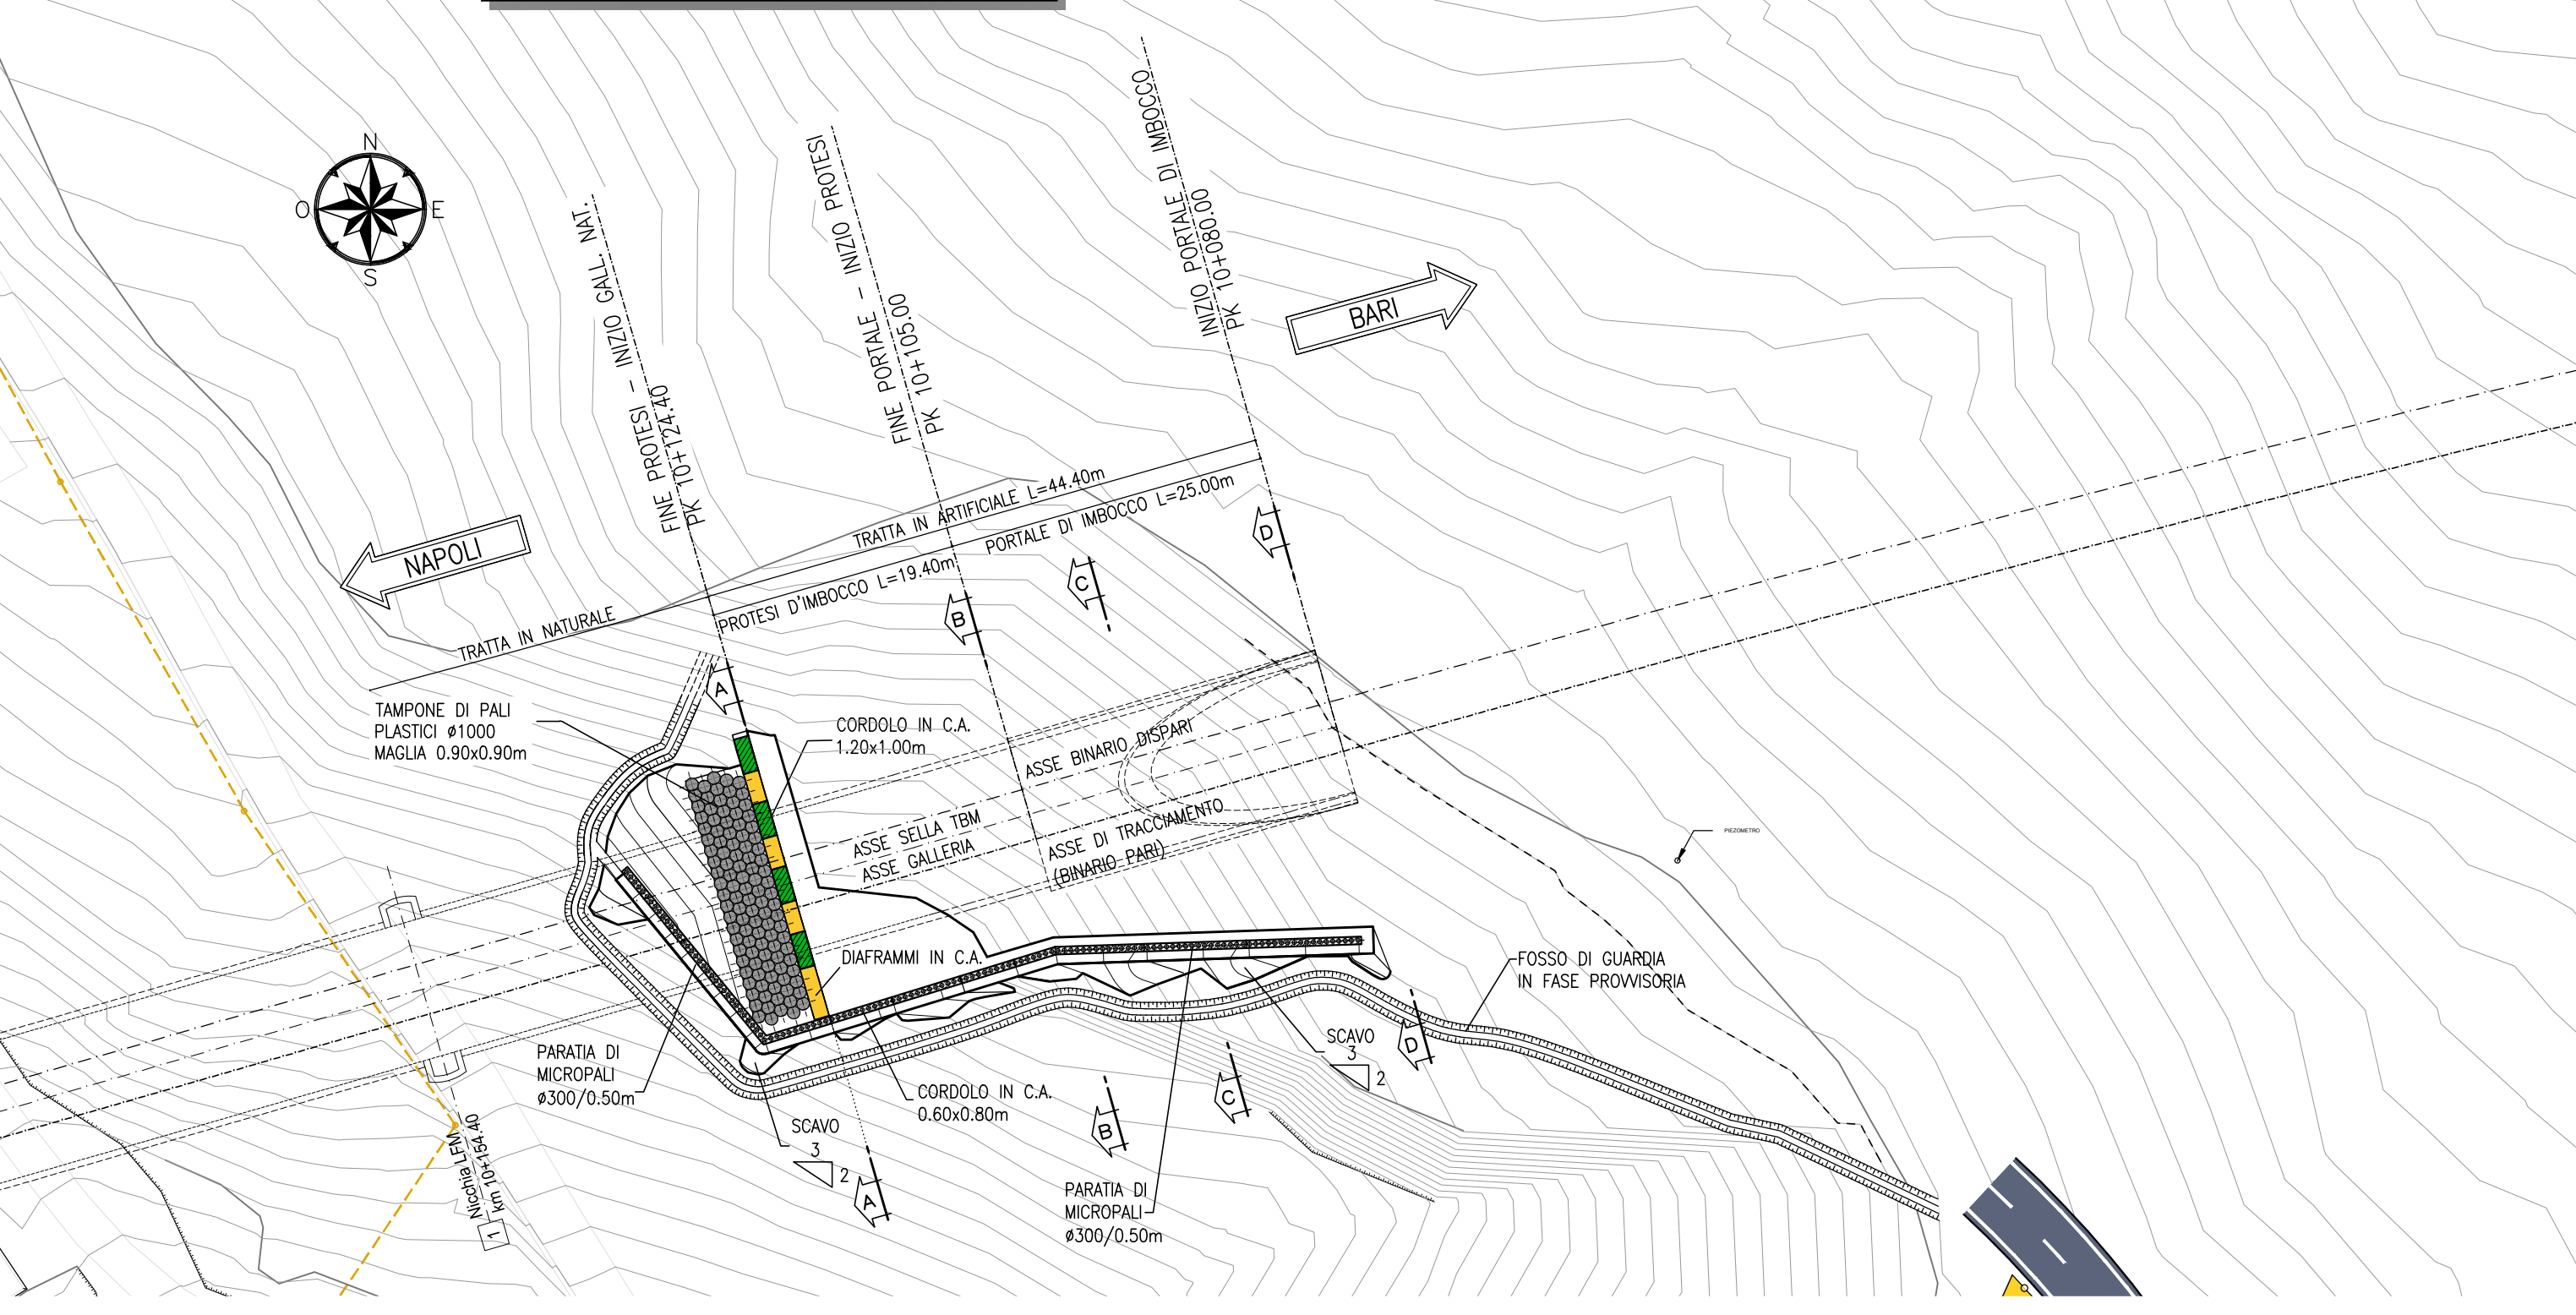 N
O
E
S
FINE PROTESI - INIZIO GALL. NAT.
PK 10+124.40
FINE PORTALE - INIZIO PROTESI
PK 10+105.00
INIZIO PORTALE DI IMBOCCO
PK 10+080.00
BARI
NAPOLI
TRATTA IN ARTIFICIALE L=44.40m
PORTALE DI IMBOCCO L=25.00m
PROTESI D'IMBOCCO L=19.40m
TRATTA IN NATURALE
D
C
B
A
TAMPONE DI PALI
PLASTICI ø1000
MAGLIA 0.90x0.90m
CORDOLO IN C.A.
1.20x1.00m
ASSE BINARIO DISPARI
ASSE SELLA TBM
ASSE GALLERIA
ASSE DI TRACCIAMENTO
(BINARIO PARI)
PIEZOMETRO
DIAFRAMMI IN C.A.
FOSSO DI GUARDIA
IN FASE PROVVISORIA
PARATIA DI
MICROPALI
ø300/0.50m
CORDOLO IN C.A.
0.60x0.80m
SCAVO
3
2
SCAVO
3
2
D
C
B
A
PARATIA DI
MICROPALI
ø300/0.50m
Nicchia LFM
km 10+154.40
1